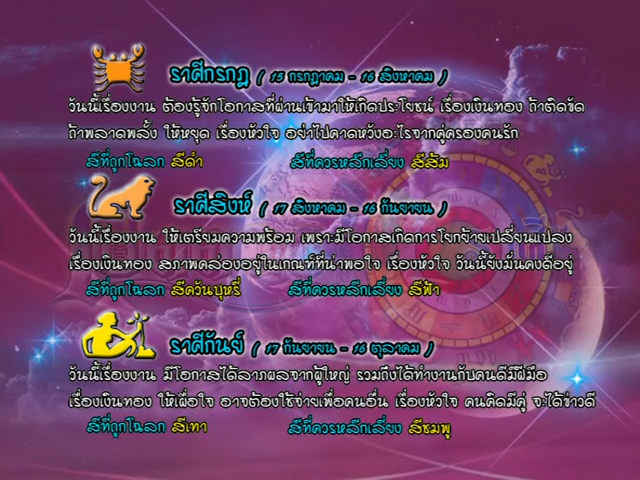 ราศีกรกฎ ( 15 กรกฎาคม - 16 สิงหาคม )
วันนี้เรื่องงาน ต้องรู้จักโอกาสที่ผ่านเข้ามาให้เกิดประโยชน์ เรื่องเงินทอง ถ้าติดขัด
ถ้าพลาดพลั้ง ให้หยุด เรื่องหัวใจ อย่าไปคาดหวังอะไรจากคู่ครองคนรัก
สีที่ถูกโฉลก สีดำ สีที่ควรหลีกเลี่ยง สีส้ม
ราศีสิงห์ ( 17 สิงหาคม - 16 กันยายน )
วันนี้เรื่องงาน ให้เตรียมความพร้อม เพราะมีโอกาสเกิดการโยกย้ายเปลี่ยนแปลง
เรื่องเงินทอง สภาพคล่องอยู่ในเกณฑ์ที่น่าพอใจ เรื่องหัวใจ วันนี้ยังมั่นคงดีอยู่
สีที่ถูกโฉลก สีควันบุหรี่ สีที่ควรหลีกเลี่ยง สีฟ้า
ราศีกันย์ ( 17 กันยายน - 16 ตุลาคม )
วันนี้เรื่องงาน มีโอกาสได้ลาภผลจากผู้ใหญ่ รวมถึงได้ทำงานกับคนดีมีฝีมือ
เรื่องเงินทอง ให้เผื่อใจ อาจต้องใช้จ่ายเพื่อคนอื่น เรื่องหัวใจ คนคิดมีคู่ จะได้ข่าวดี
สีที่ถูกโฉลก สีเทา สีที่ควรหลีกเลี่ยง สีชมพู